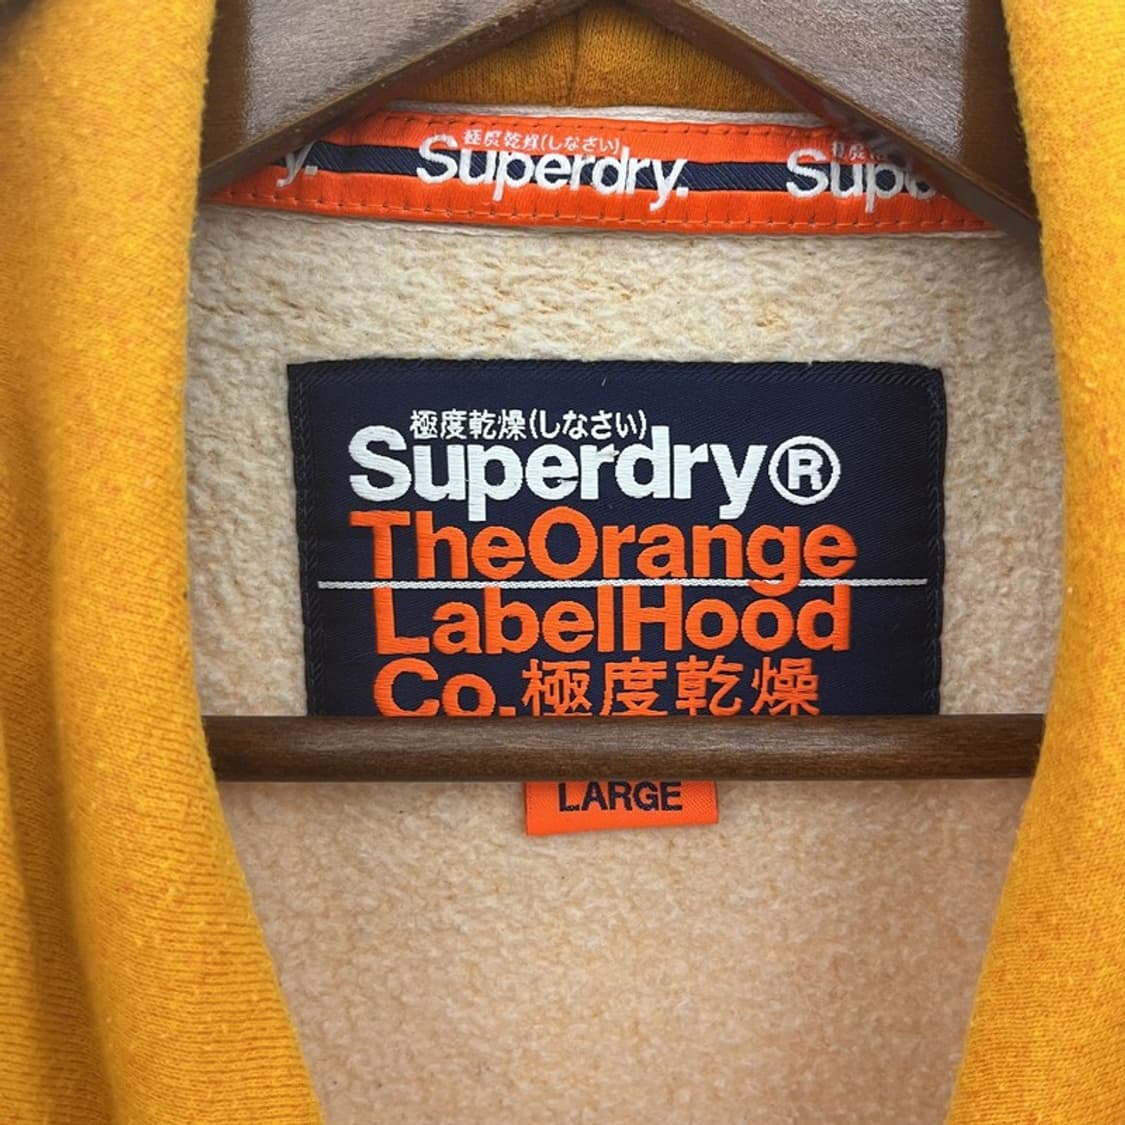 極度乾燥(しなさい)
y. Superdry. Supe
極度乾燥(しなさい)
Superdry®
TheOrange
LabelHood
Co.極度乾燥
LARGE